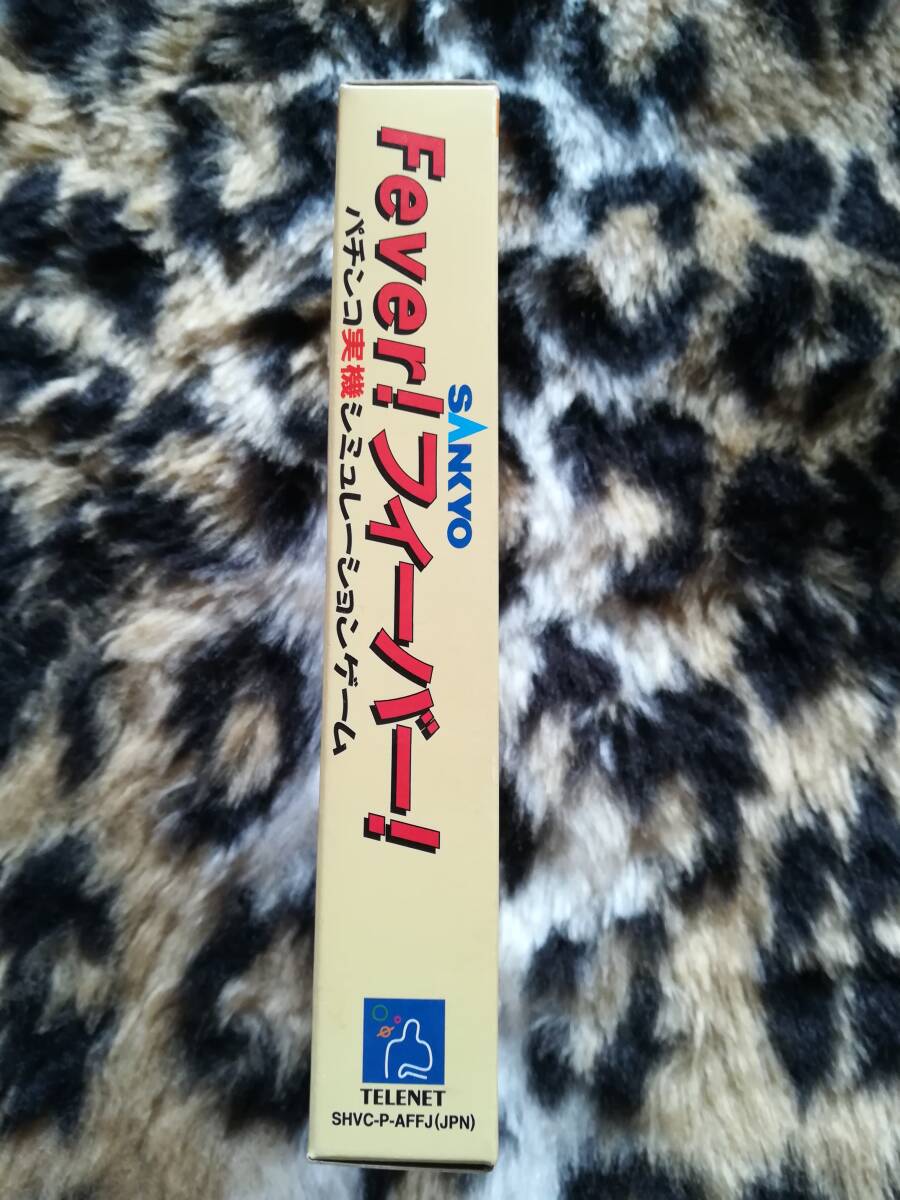 SANKYO
Fever!フィーバー!
パチンコ実機シミュレーションゲーム
TELENET
SHVC-P-AFFJ(JPN)